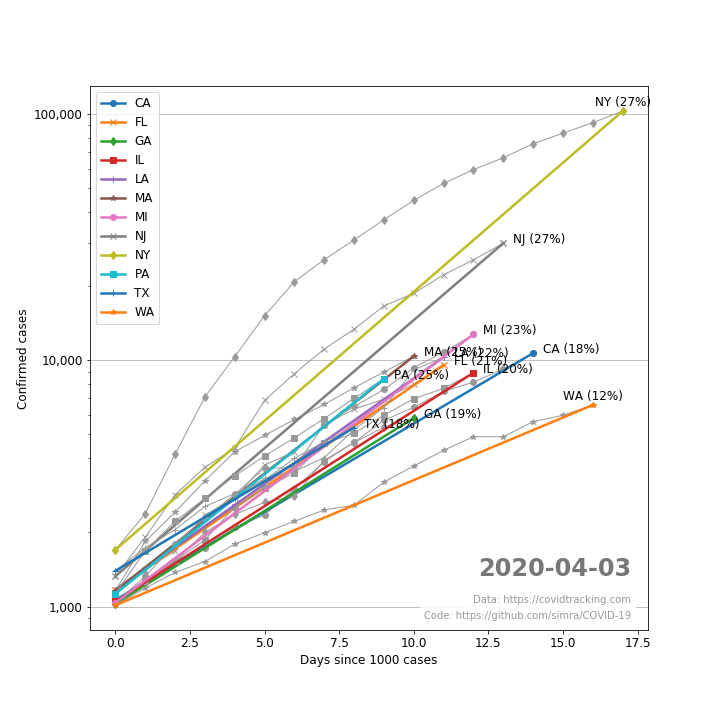 NY (27%)
100,000
CA
FL
GA
IL
LA
MA
MI
NJ
NY
PA
TX
WA
NJ (27%)
MI (23%)
MA (25%)
LA (22%)
CA (18%)
10,000
FL (21%)
IL (20%)
PA (25%)
WA (12%)
GA (19%)
TX (18%)
Confirmed cases
2020-04-03
Data: https://covidtracking.com
1,000
Code: https://github.com/simra/COVID-19
0.0 2.5 5.0 7.5 10.0 12.5 15.0 17.5
Days since 1000 cases